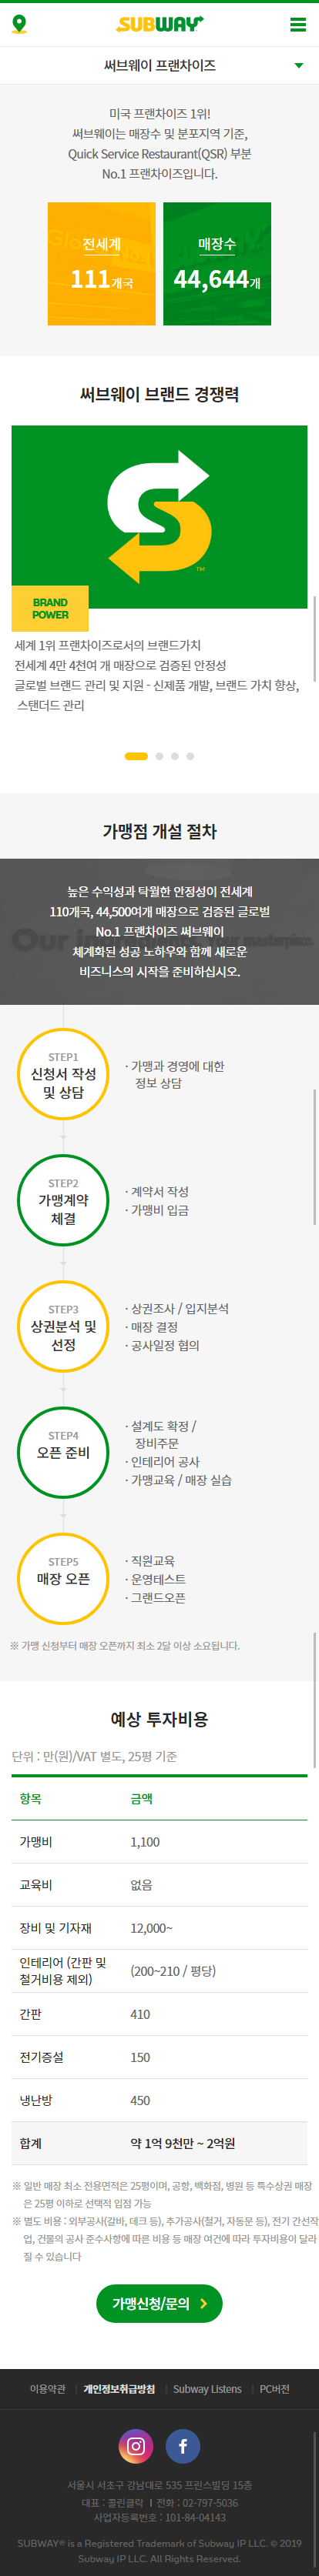 SUBWAY
써브웨이 프랜차이즈
미국 프랜차이즈 1위!
써브웨이는 매장수 및 분포지역 기준,
Quick Service Restaurant(QSR) 부분
No.1 프랜차이즈입니다.
전세계
111개국
매장수
44,644개
써브웨이 브랜드 경쟁력
TM
BRAND
POWER
세계 1위 프랜차이즈로서의 브랜드가치
전세계 4만 4천여 개 매장으로 검증된 안정성
글로벌 브랜드 관리 및 지원 - 신제품 개발, 브랜드 가치 향상,
스탠더드 관리
가맹점 개설 절차
높은 수익성과 탁월한 안정성이 전세계
110개국, 44,500여개 매장으로 검증된 글로벌
No.1 프랜차이즈 써브웨이
체계화된 성공 노하우와 함께 새로운
비즈니스의 시작을 준비하십시오.
STEP1
신청서 작성
및 상담
· 가맹과 경영에 대한
정보 상담
STEP2
가맹계약
체결
· 계약서 작성
· 가맹비 입금
STEP3
상권분석 및
선정
· 상권조사 / 입지분석
· 매장 결정
· 공사일정 협의
STEP4
오픈 준비
· 설계도 확정 /
장비주문
· 인테리어 공사
· 가맹교육 / 매장 실습
STEP5
매장 오픈
· 직원교육
· 운영테스트
· 그랜드오픈
※ 가맹 신청부터 매장 오픈까지 최소 2달 이상 소요됩니다.
예상 투자비용
단위 : 만(원)/VAT 별도, 25평 기준
항목 금액
가맹비 1,100
교육비 없음
장비 및 기자재 12,000~
인테리어 (간판 및
철거비용 제외) (200~210 / 평당)
간판 410
전기증설 150
냉난방 450
합계 약 1억 9천만 ~ 2억원
※ 일반 매장 최소 전용면적은 25평이며, 공항, 백화점, 병원 등 특수상권 매장
은 25평 이하로 선택적 입점 가능
※ 별도 비용 : 외부공사(갈바, 데크 등), 추가공사(철거, 자동문 등), 전기 간선작
업, 건물의 공사 준수사항에 따른 비용 등 매장 여건에 따라 투자비용이 달라
질 수 있습니다
가맹신청/문의
이용약관 개인정보취급방침 Subway Listens PC버전
서울시 서초구 강남대로 535 프린스빌딩 15층
대표 : 콜린클락 | 전화 : 02-797-5036
사업자등록번호 : 101-84-04143
SUBWAY® is a Registered Trademark of Subway IP LLC. © 2019
Subway IP LLC. All Rights Reserved.